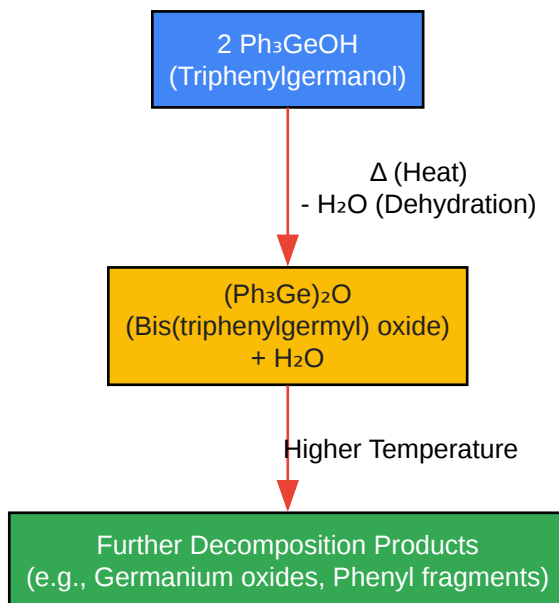 2 Ph₃GeOH
(Triphenylgermanol)
Δ (Heat)
- H₂O (Dehydration)
(Ph₃Ge)₂O
(Bis(triphenylgermyl) oxide)
+ H₂O
Higher Temperature
Further Decomposition Products
(e.g., Germanium oxides, Phenyl fragments)